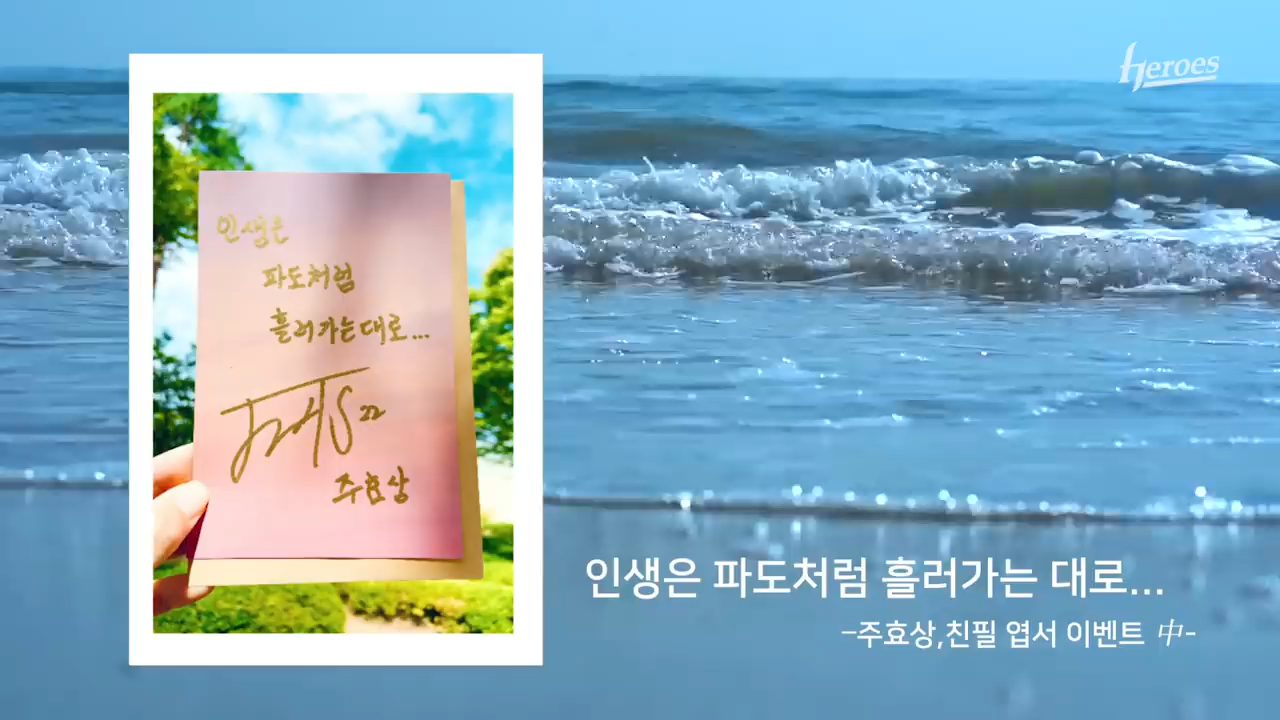 heroes
인생은
파도처럼
흘러가는대로...
22
주효상
인생은 파도처럼 흘러가는 대로...
-주효상,친필 엽서 이벤트 中-